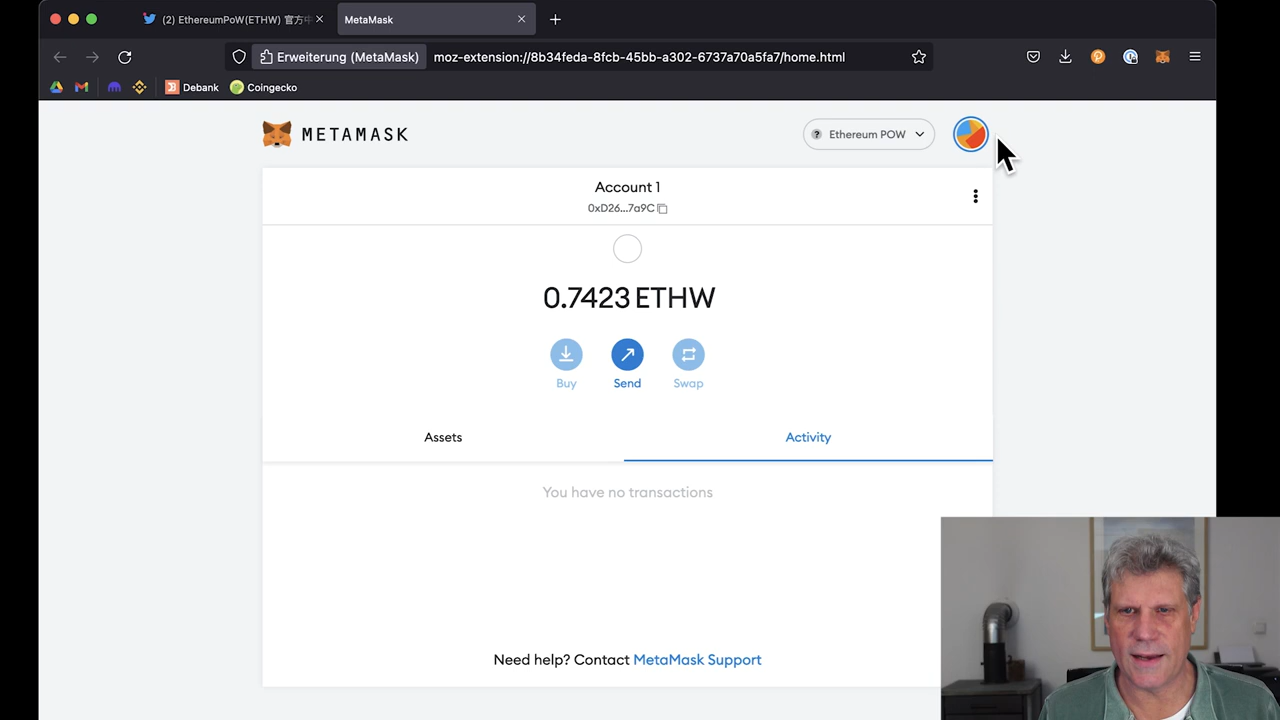 (2) EthereumPoW(ETHW) 官方中
MetaMask
Erweiterung (MetaMask)
moz-extension://8b34feda-8fcb-45bb-a302-6737a70a5fa7/home.html
Debank
Coingecko
METAMASK
Ethereum POW
Account 1
0xD26...7a9C
0.7423 ETHW
Buy
Send
Swap
Assets
Activity
You have no transactions
Need help? Contact MetaMask Support